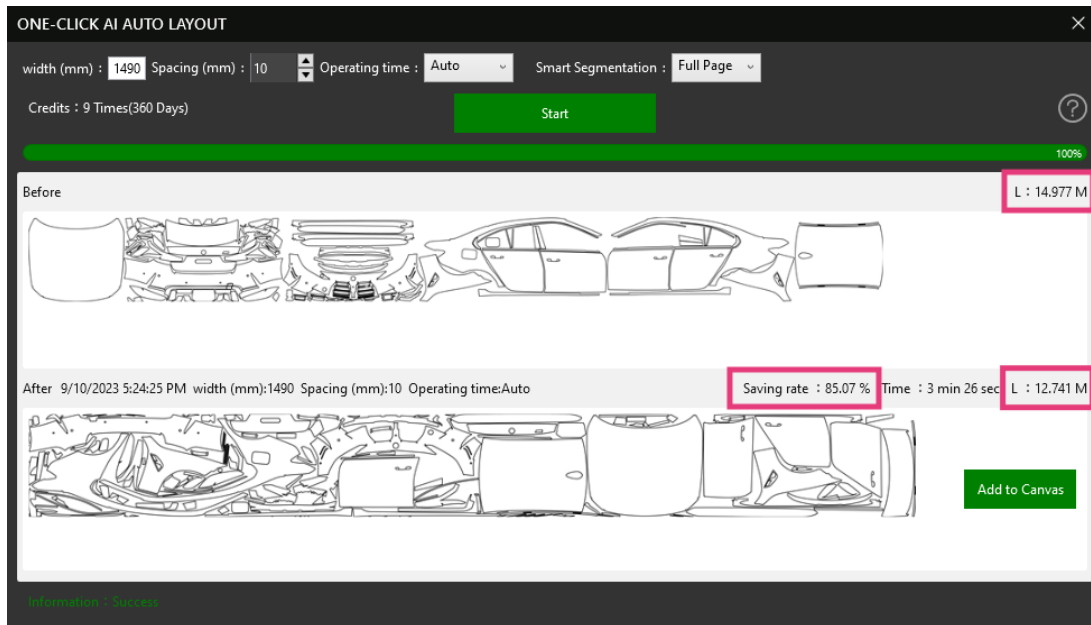 ONE-CLICK AI AUTO LAYOUT
width (mm)：1490 Spacing (mm)：10 Operating time：Auto Smart Segmentation：Full Page
Credits：9 Times(360 Days)
Start
100%
Before L：14.977 M
After 9/10/2023 5:24:25 PM width (mm):1490 Spacing (mm):10 Operating time:Auto Saving rate ：85.07 % Time ：3 min 26 sec L ：12.741 M
Add to Canvas
Information：Success